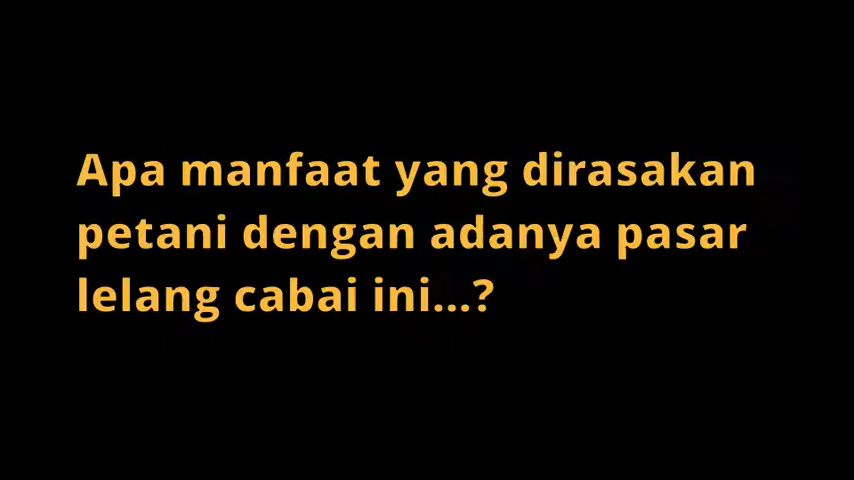 Apa manfaat yang dirasakan
petani dengan adanya pasar
lelang cabai ini...?